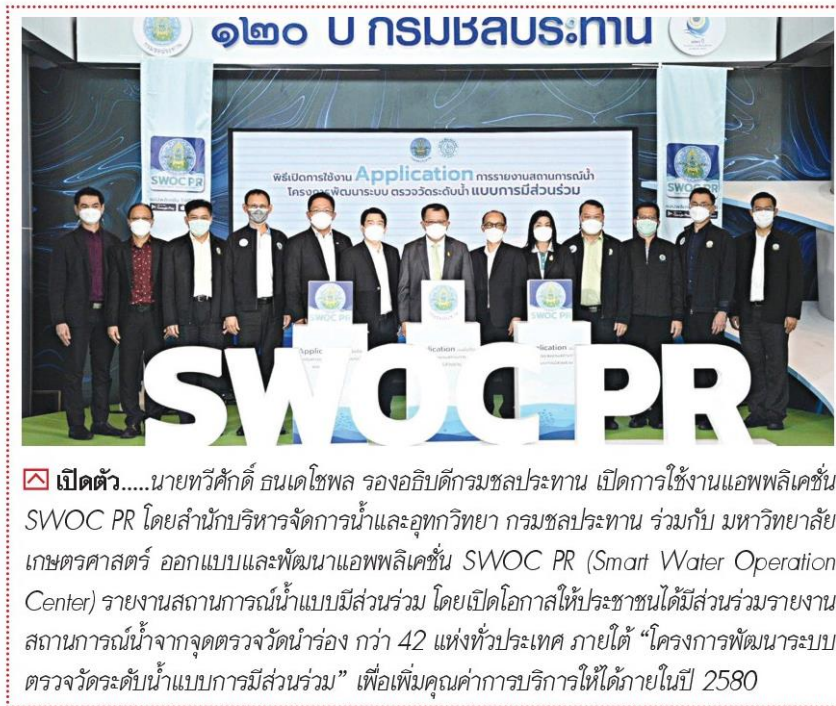 ๑๒๐ ปี กรมชลประทาน
SWOC PR
SWOC PR
พิธีเปิดการใช้งาน Application การรายงานสถานการณ์น้ำ
โครงการพัฒนาระบบ ตรวจวัดระดับน้ำ แบบการมีส่วนร่วม
SWOC PR
SWOC PR
Application
SWOC PR
เปิดตัว.....นายทวีศักดิ์ ธนเดโชพล รองอธิบดีกรมชลประทาน เปิดการใช้งานแอพพลิเคชั่น
SWOC PR โดยสำนักบริหารจัดการน้ำและอุทกวิทยา กรมชลประทาน ร่วมกับ มหาวิทยาลัย
เกษตรศาสตร์ ออกแบบและพัฒนาแอพพลิเคชั่น SWOC PR (Smart Water Operation
Center) รายงานสถานการณ์น้ำแบบมีส่วนร่วม โดยเปิดโอกาสให้ประชาชนได้มีส่วนร่วมรายงาน
สถานการณ์น้ำจากจุดตรวจวัดนำร่อง กว่า 42 แห่งทั่วประเทศ ภายใต้ “โครงการพัฒนาระบบ
ตรวจวัดระดับน้ำแบบการมีส่วนร่วม” เพื่อเพิ่มคุณค่าการบริการให้ได้ภายในปี 2580